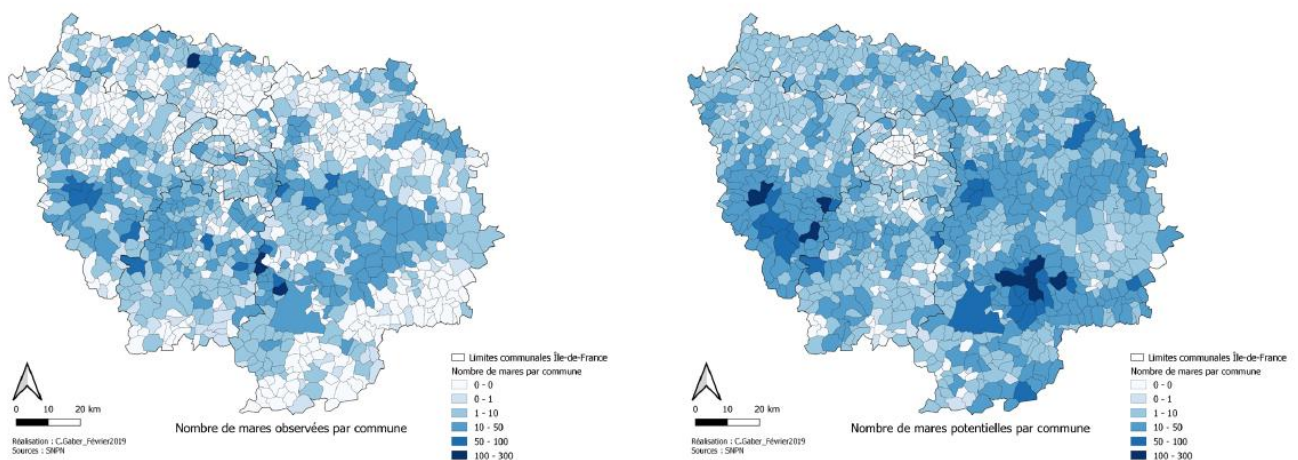 Limites communales Île-de-France
Nombre de mares par commune
0 - 0
0 - 1
1 - 10
10 - 50
50 - 100
100 - 300
0 10 20 km
Nombre de mares observées par commune
Réalisation : C.Gaber_Février2019
Sources : SNPN
Limites communales Île-de-France
Nombre de mares par commune
0 - 0
0 - 1
1 - 10
10 - 50
50 - 100
100 - 300
0 10 20 km
Nombre de mares potentielles par commune
Réalisation : C.Gaber_Février2019
Sources : SNPN